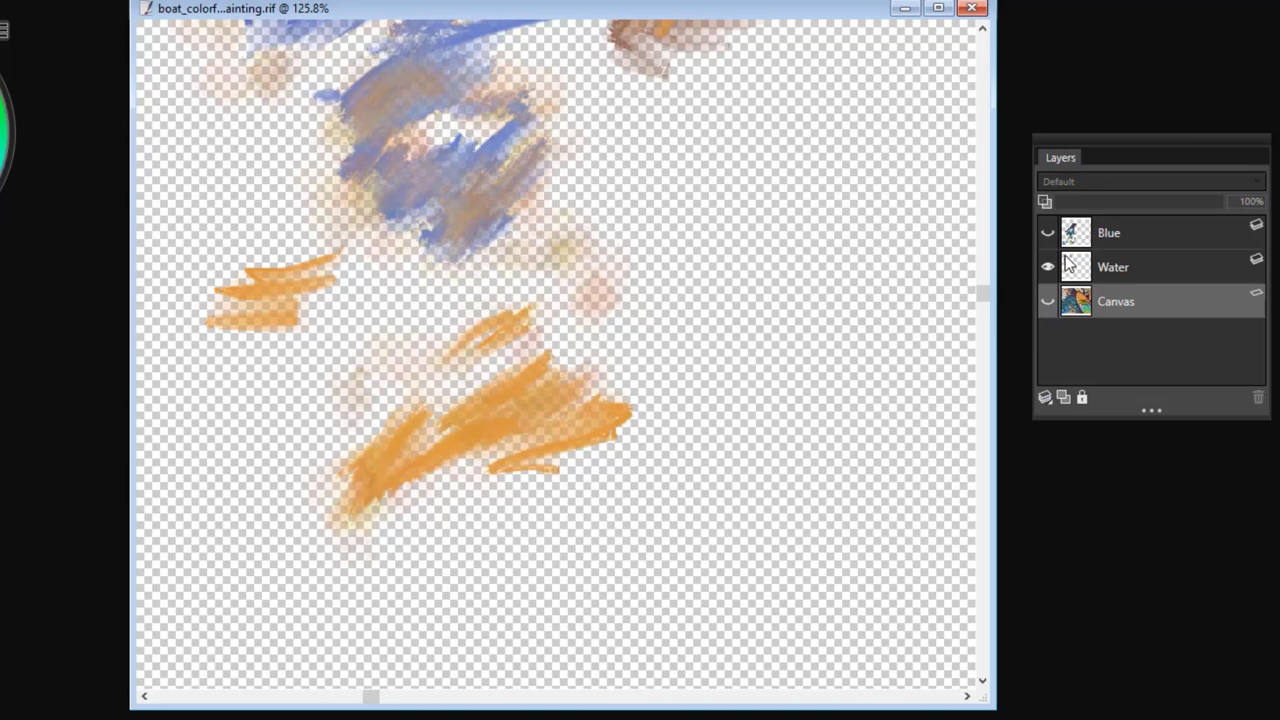 boat_colorf...ainting.rif @ 125.8%
Layers
Default
100%
Blue
Water
Canvas